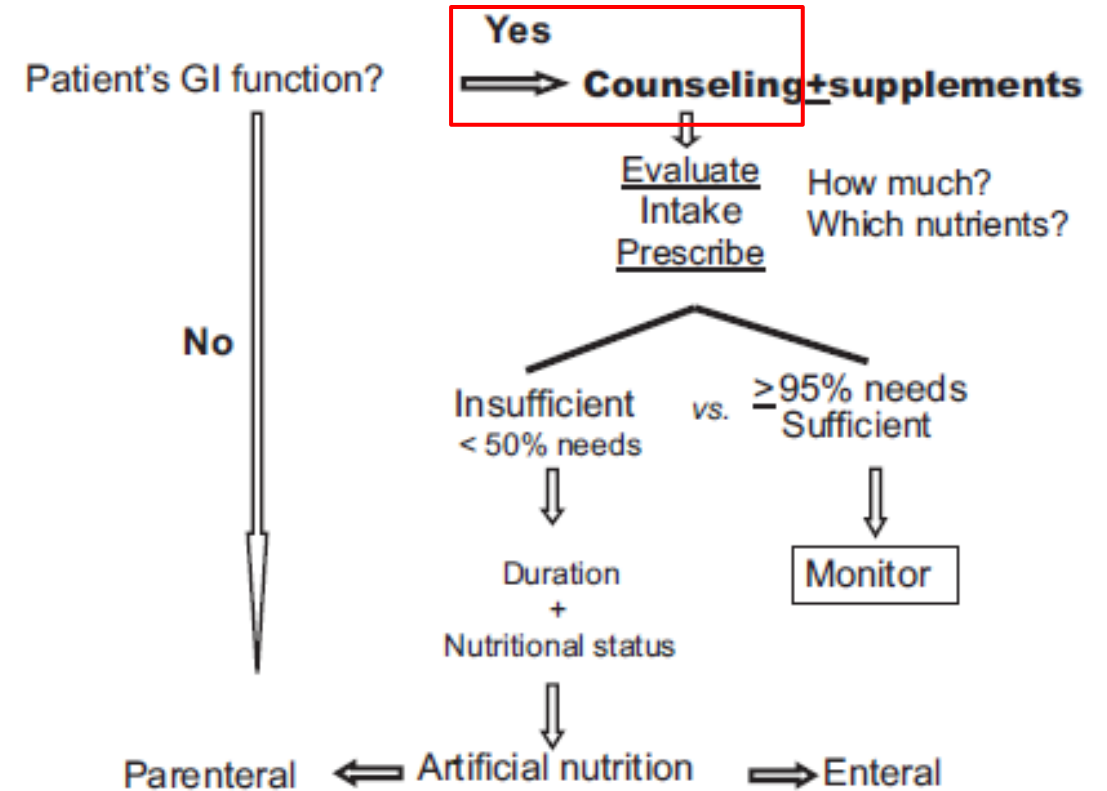 Yes
Patient's GI function?
Counseling+supplements
Evaluate
Intake
Prescribe
How much?
Which nutrients?
No
Insufficient
< 50% needs
vs.
≥95% needs
Sufficient
Duration
+
Nutritional status
Monitor
Parenteral
Artificial nutrition
Enteral